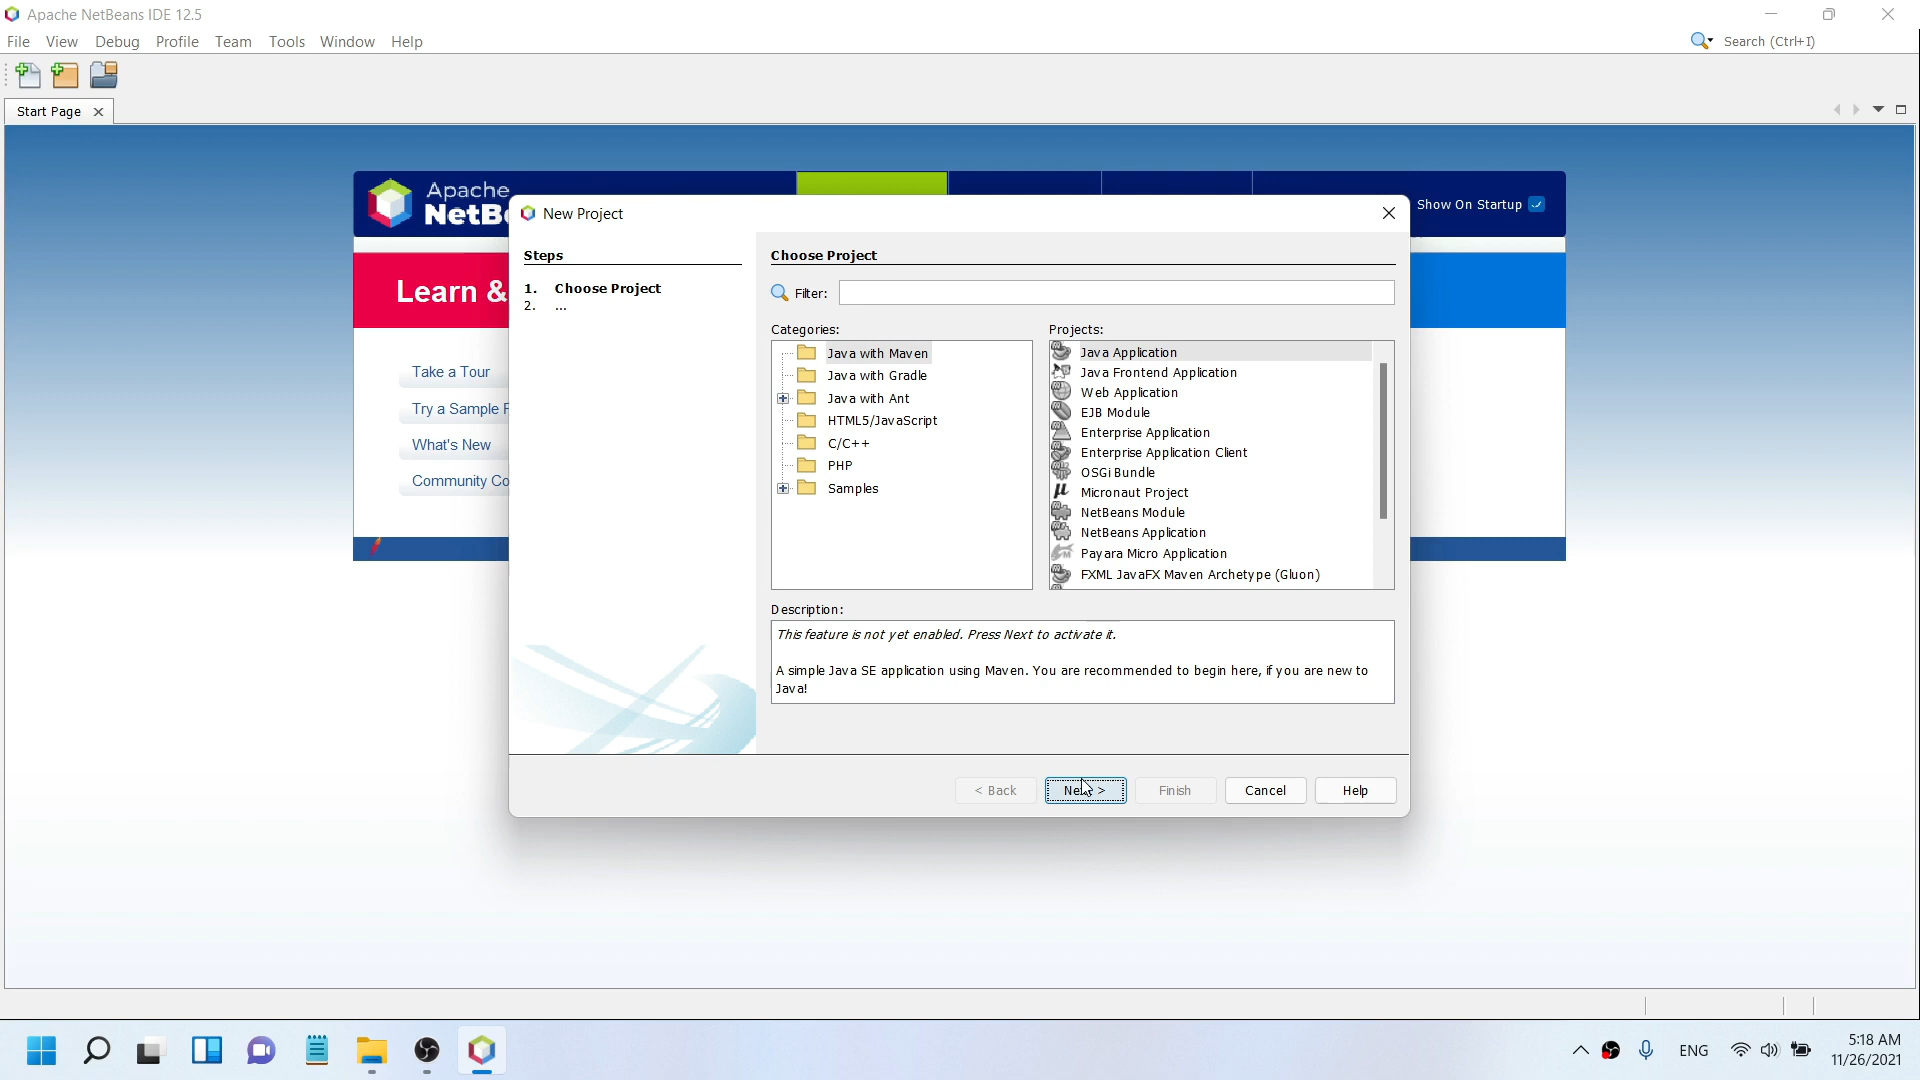 Apache NetBeans IDE 12.5
File View Debug Profile Team Tools Window Help
Search (Ctrl+I)
Start Page
Apache
NetBe
Show On Startup
Learn &
Take a Tour
Try a Sample
What's New
Community Co
New Project
Steps
1. Choose Project
2. ...
Choose Project
Filter:
Categories:
Java with Maven
Java with Gradle
Java with Ant
HTML5/JavaScript
C/C++
PHP
Samples
Projects:
Java Application
Java Frontend Application
Web Application
EJB Module
Enterprise Application
Enterprise Application Client
OSGi Bundle
Micronaut Project
NetBeans Module
NetBeans Application
Payara Micro Application
FXML JavaFX Maven Archetype (Gluon)
Description:
This feature is not yet enabled. Press Next to activate it.
A simple Java SE application using Maven. You are recommended to begin here, if you are new to
Java!
< Back Next > Finish Cancel Help
ENG
5:18 AM
11/26/2021